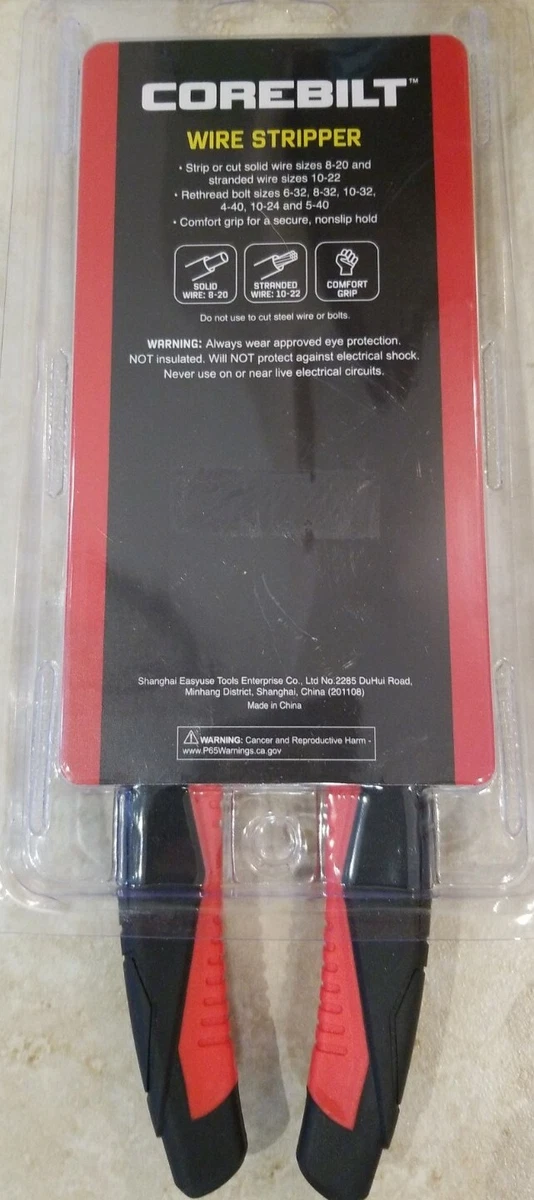 COREBILT™
WIRE STRIPPER
• Strip or cut solid wire sizes 8-20 and
stranded wire sizes 10-22
• Rethread bolt sizes 6-32, 8-32, 10-32,
4-40, 10-24 and 5-40
• Comfort grip for a secure, nonslip hold
SOLID
WIRE: 8-20
STRANDED
WIRE: 10-22
COMFORT
GRIP
Do not use to cut steel wire or bolts.
WARNING: Always wear approved eye protection.
NOT insulated. Will NOT protect against electrical shock.
Never use on or near live electrical circuits.
Shanghai Easyuse Tools Enterprise Co., Ltd No.2285 DuHui Road,
Minhang District, Shanghai, China (201108)
Made in China
WARNING: Cancer and Reproductive Harm -
www.P65Warnings.ca.gov